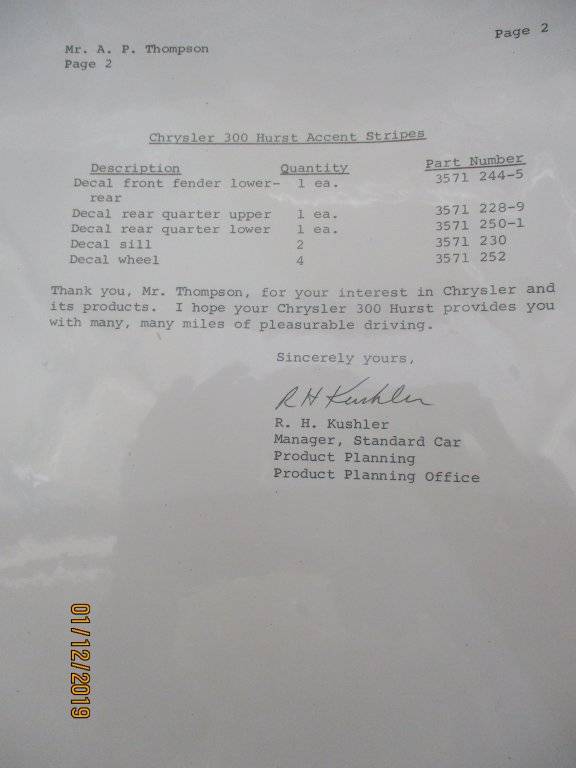 Page 2
Mr. A. P. Thompson
Page 2
Chrysler 300 Hurst Accent Stripes
Description Quantity Part Number
Decal front fender lower- 1 ea. 3571 244-5
rear
Decal rear quarter upper 1 ea. 3571 228-9
Decal rear quarter lower 1 ea. 3571 250-1
Decal sill 2 3571 230
Decal wheel 4 3571 252
Thank you, Mr. Thompson, for your interest in Chrysler and
its products. I hope your Chrysler 300 Hurst provides you
with many, many miles of pleasurable driving.
Sincerely yours,
R H Kushler
R. H. Kushler
Manager, Standard Car
Product Planning
Product Planning Office
01/12/2019